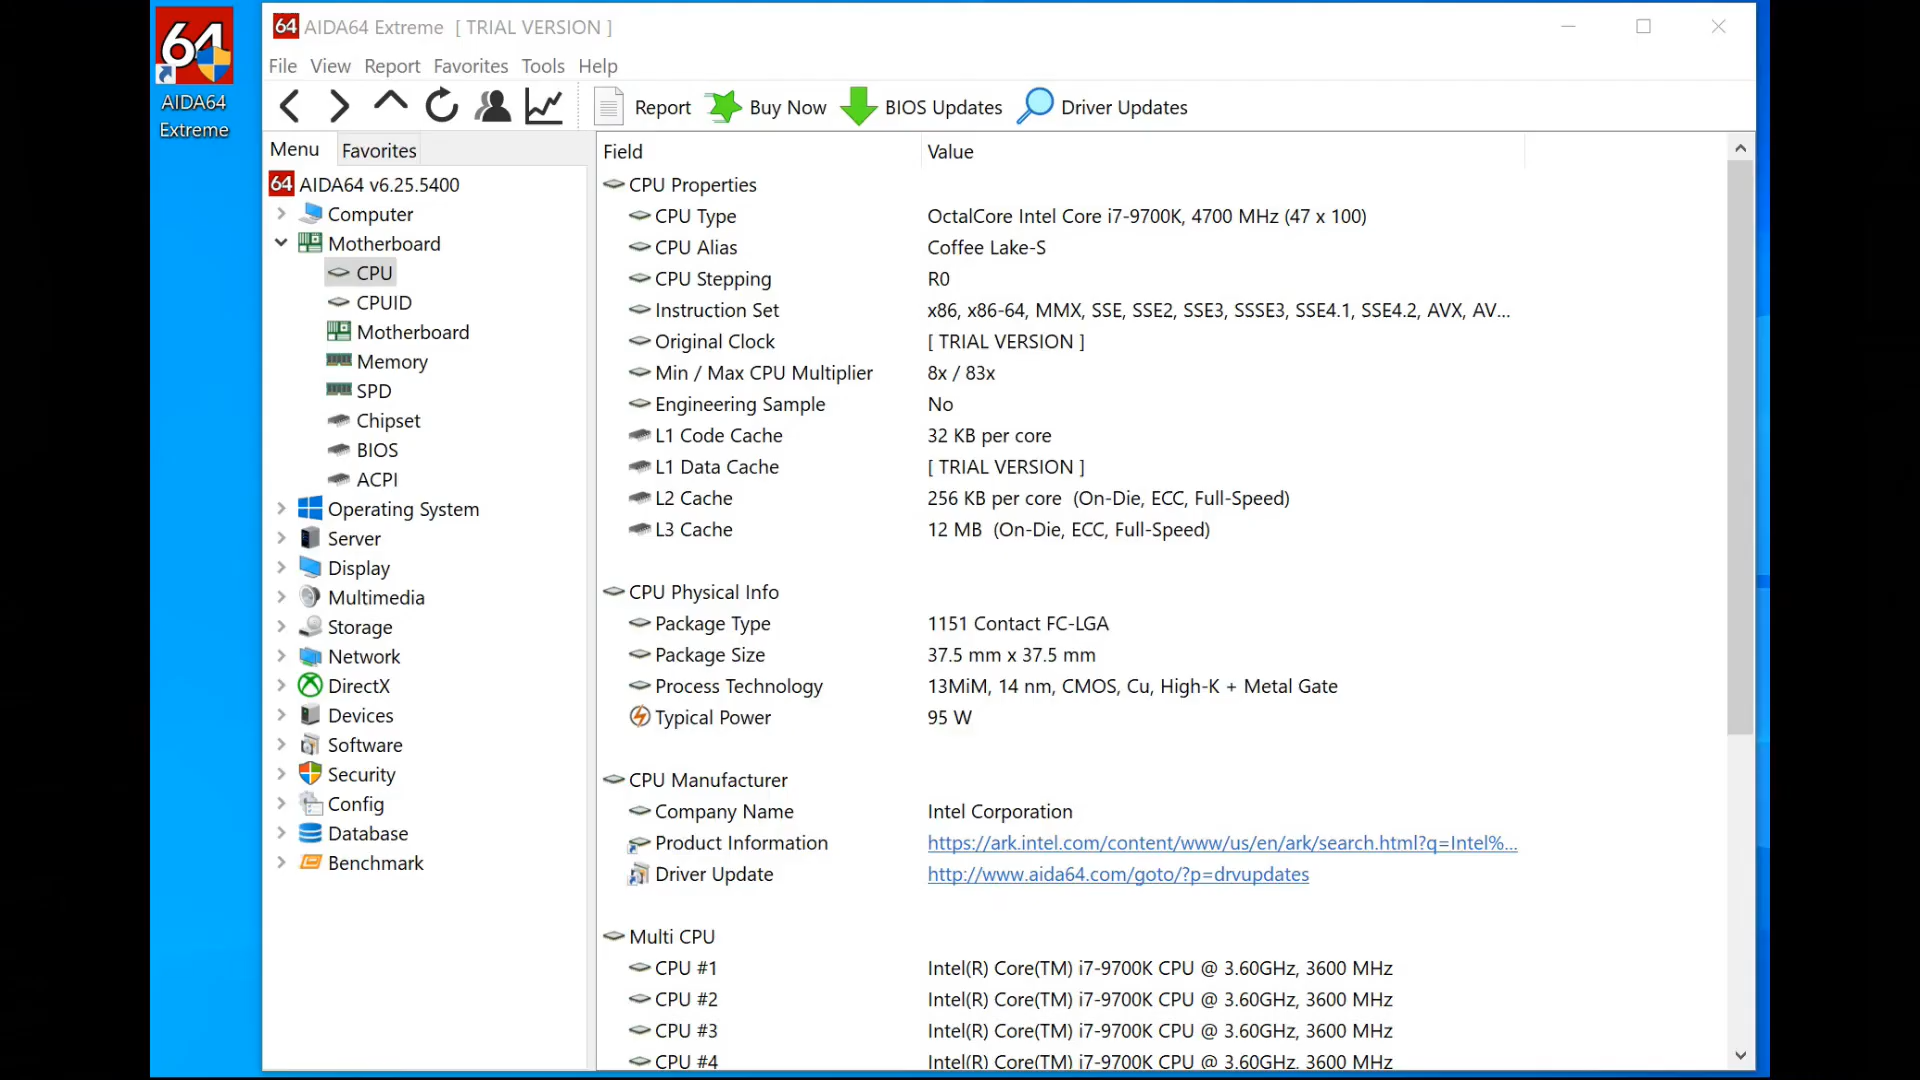 64
AIDA64
Extreme
64 AIDA64 Extreme [ TRIAL VERSION ]
File View Report Favorites Tools Help
Report Buy Now BIOS Updates Driver Updates
Menu Favorites
64 AIDA64 v6.25.5400
Computer
Motherboard
CPU
CPUID
Motherboard
Memory
SPD
Chipset
BIOS
ACPI
Operating System
Server
Display
Multimedia
Storage
Network
DirectX
Devices
Software
Security
Config
Database
Benchmark
Field Value
CPU Properties
CPU Type OctalCore Intel Core i7-9700K, 4700 MHz (47 x 100)
CPU Alias Coffee Lake-S
CPU Stepping R0
Instruction Set x86, x86-64, MMX, SSE, SSE2, SSE3, SSSE3, SSE4.1, SSE4.2, AVX, AV...
Original Clock [ TRIAL VERSION ]
Min / Max CPU Multiplier 8x / 83x
Engineering Sample No
L1 Code Cache 32 KB per core
L1 Data Cache [ TRIAL VERSION ]
L2 Cache 256 KB per core (On-Die, ECC, Full-Speed)
L3 Cache 12 MB (On-Die, ECC, Full-Speed)
CPU Physical Info
Package Type 1151 Contact FC-LGA
Package Size 37.5 mm x 37.5 mm
Process Technology 13MiM, 14 nm, CMOS, Cu, High-K + Metal Gate
Typical Power 95 W
CPU Manufacturer
Company Name Intel Corporation
Product Information https://ark.intel.com/content/www/us/en/ark/search.html?q=Intel%...
Driver Update http://www.aida64.com/goto/?p=drvupdates
Multi CPU
CPU #1 Intel(R) Core(TM) i7-9700K CPU @ 3.60GHz, 3600 MHz
CPU #2 Intel(R) Core(TM) i7-9700K CPU @ 3.60GHz, 3600 MHz
CPU #3 Intel(R) Core(TM) i7-9700K CPU @ 3.60GHz, 3600 MHz
CPU #4 Intel(R) Core(TM) i7-9700K CPU @ 3.60GHz, 3600 MHz